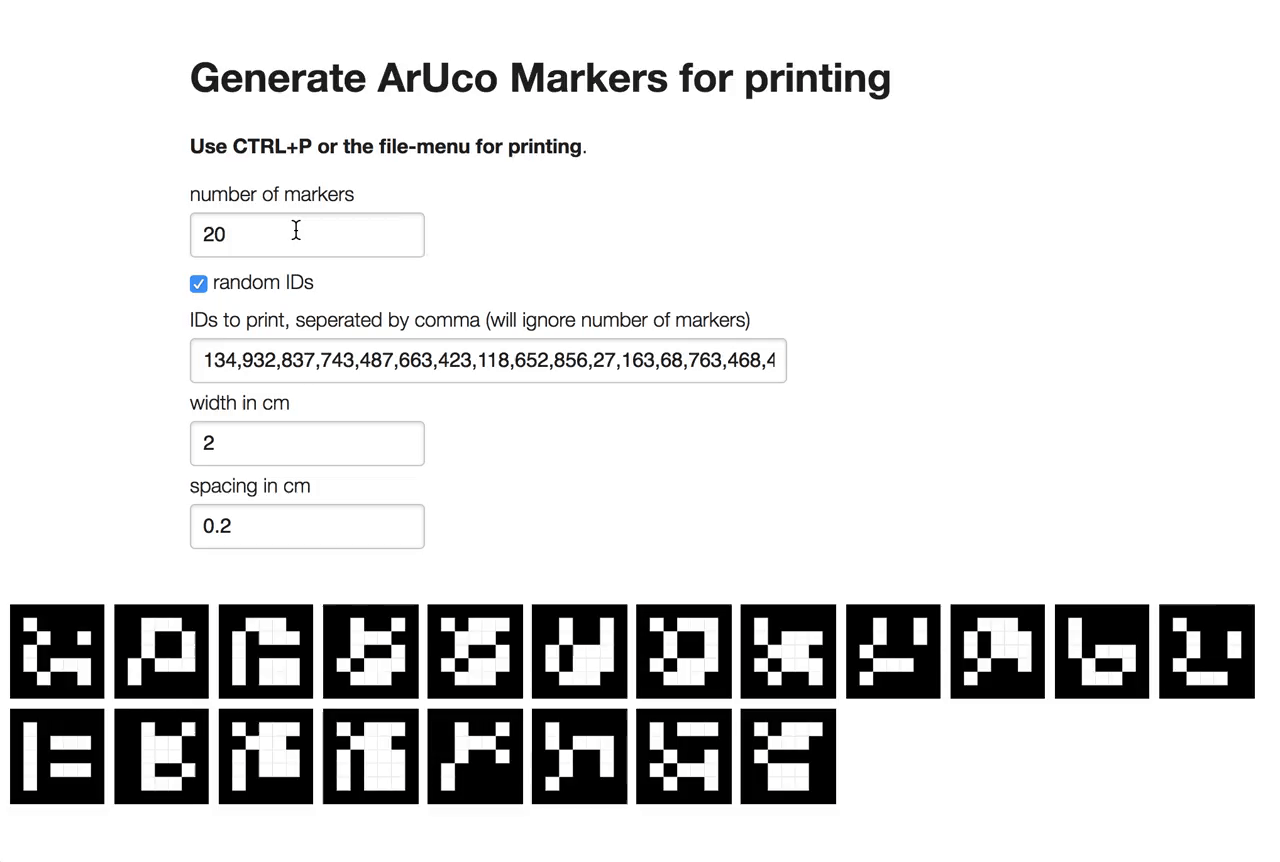 Generate ArUco Markers for printing
Use CTRL+P or the file-menu for printing.
number of markers
20
random IDs
IDs to print, seperated by comma (will ignore number of markers)
134,932,837,743,487,663,423,118,652,856,27,163,68,763,468,4
width in cm
2
spacing in cm
0.2